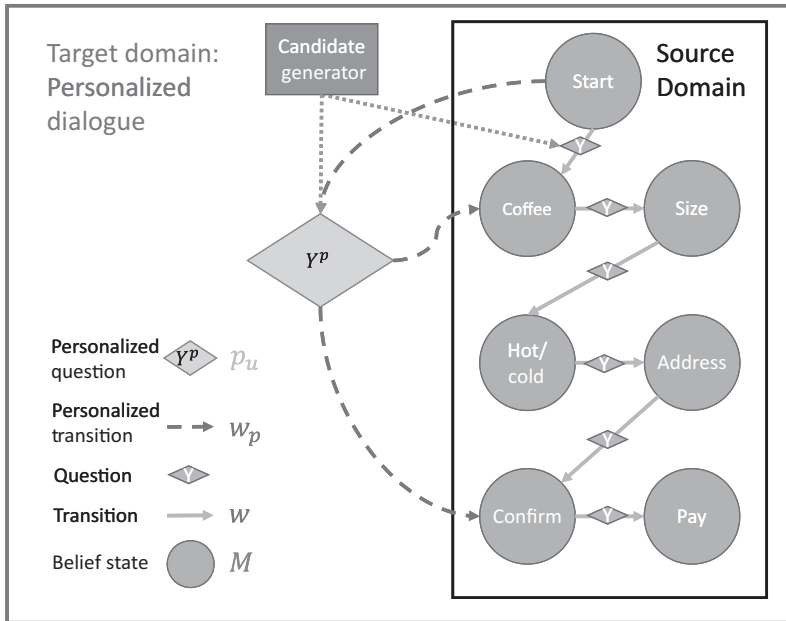 Target domain:
Personalized
dialogue
Candidate
generator
Source
Domain
Start
Y
Coffee
Y
Size
Y
Y^p
Hot/
cold
Y
Address
Y
Confirm
Y
Pay
Personalized
question
Y^p
p_u
Personalized
transition
w_p
Question
Y
Transition
w
Belief state
M